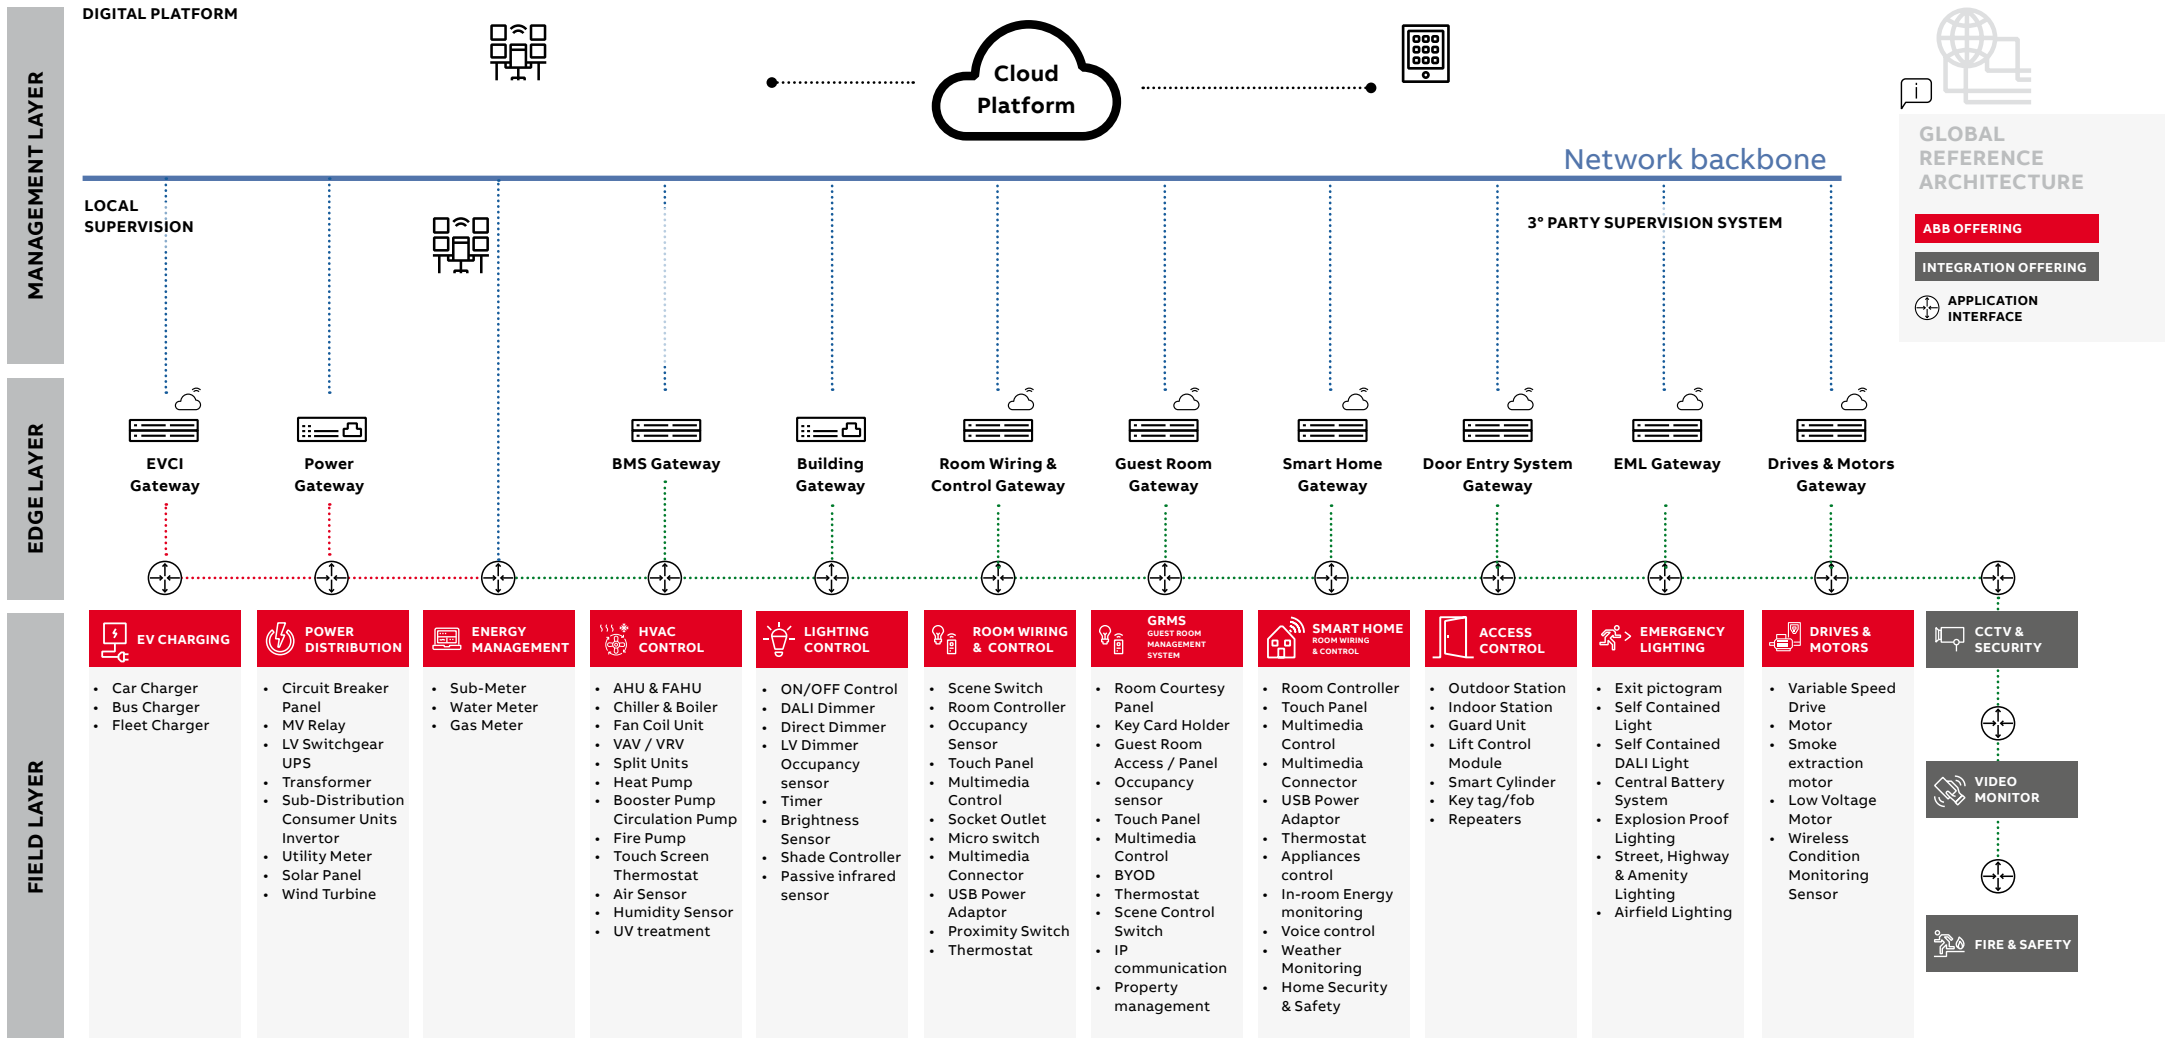 DIGITAL PLATFORM
Cloud
Platform
Network backbone
LOCAL
SUPERVISION
3° PARTY SUPERVISION SYSTEM
MANAGEMENT LAYER
i
GLOBAL
REFERENCE
ARCHITECTURE
ABB OFFERING
INTEGRATION OFFERING
APPLICATION
INTERFACE
EDGE LAYER
EVCI
Gateway
Power
Gateway
BMS Gateway
Building
Gateway
Room Wiring &
Control Gateway
Guest Room
Gateway
Smart Home
Gateway
Door Entry System
Gateway
EML Gateway
Drives & Motors
Gateway
FIELD LAYER
EV CHARGING
• Car Charger
• Bus Charger
• Fleet Charger
POWER
DISTRIBUTION
• Circuit Breaker
Panel
• MV Relay
• LV Switchgear
UPS
• Transformer
• Sub-Distribution
Consumer Units
Invertor
• Utility Meter
• Solar Panel
• Wind Turbine
ENERGY
MANAGEMENT
• Sub-Meter
• Water Meter
• Gas Meter
HVAC
CONTROL
• AHU & FAHU
• Chiller & Boiler
• Fan Coil Unit
• VAV / VRV
• Split Units
• Heat Pump
• Booster Pump
Circulation Pump
• Fire Pump
• Touch Screen
Thermostat
• Air Sensor
• Humidity Sensor
• UV treatment
LIGHTING
CONTROL
• ON/OFF Control
• DALI Dimmer
• Direct Dimmer
• LV Dimmer
Occupancy
sensor
• Timer
• Brightness
Sensor
• Shade Controller
• Passive infrared
sensor
ROOM WIRING
& CONTROL
• Scene Switch
• Room Controller
• Occupancy
Sensor
• Touch Panel
• Multimedia
Control
• Socket Outlet
• Micro switch
• Multimedia
Connector
• USB Power
Adaptor
• Proximity Switch
• Thermostat
GRMS
GUEST ROOM
MANAGEMENT
SYSTEM
• Room Courtesy
Panel
• Key Card Holder
• Guest Room
Access / Panel
• Occupancy
sensor
• Touch Panel
• Multimedia
Control
• BYOD
• Thermostat
• Scene Control
Switch
• IP
communication
• Property
management
SMART HOME
ROOM WIRING
& CONTROL
• Room Controller
• Touch Panel
• Multimedia
Control
• Multimedia
Connector
• USB Power
Adaptor
• Thermostat
• Appliances
control
• In-room Energy
monitoring
• Voice control
• Weather
Monitoring
• Home Security
& Safety
ACCESS
CONTROL
• Outdoor Station
• Indoor Station
• Guard Unit
• Lift Control
Module
• Smart Cylinder
• Key tag/fob
• Repeaters
EMERGENCY
LIGHTING
• Exit pictogram
• Self Contained
Light
• Self Contained
DALI Light
• Central Battery
System
• Explosion Proof
Lighting
• Street, Highway
& Amenity
Lighting
• Airfield Lighting
DRIVES &
MOTORS
• Variable Speed
Drive
• Motor
• Smoke
extraction
motor
• Low Voltage
Motor
• Wireless
Condition
Monitoring
Sensor
CCTV &
SECURITY
VIDEO
MONITOR
FIRE & SAFETY